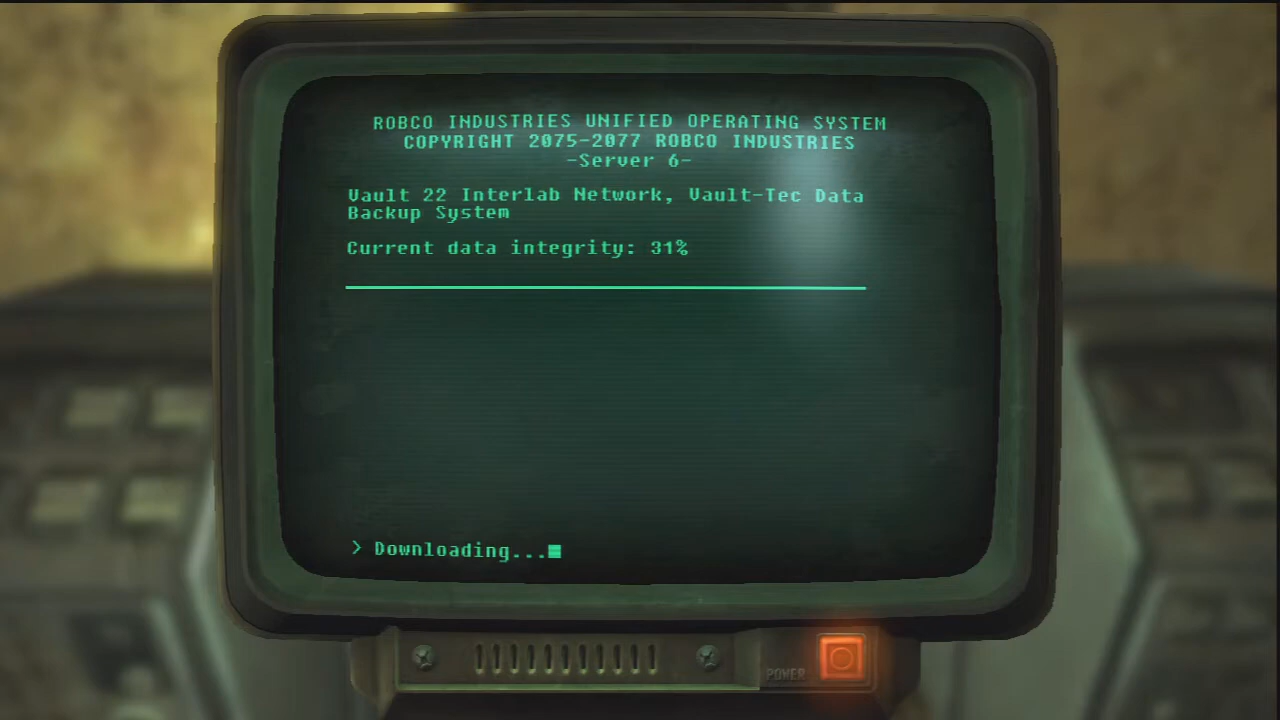 ROBCO INDUSTRIES UNIFIED OPERATING SYSTEM
COPYRIGHT 2075-2077 ROBCO INDUSTRIES
-Server 6-
Vault 22 Interlab Network, Vault-Tec Data
Backup System
Current data integrity: 31%
> Downloading...
POWER